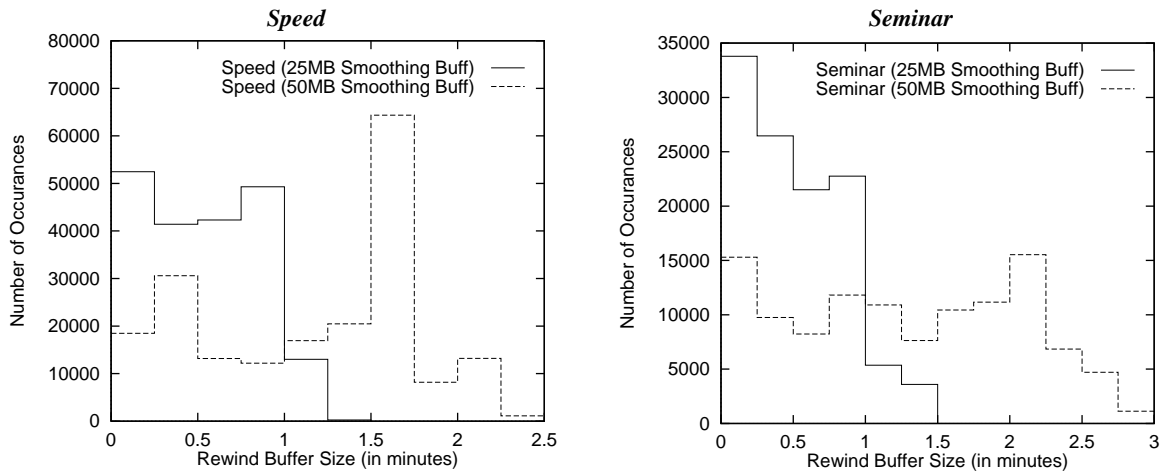 Speed
80000
70000
60000
50000
40000
30000
20000
10000
0
Number of Occurances
Speed (25MB Smoothing Buff)
Speed (50MB Smoothing Buff)
0 0.5 1 1.5 2 2.5
Rewind Buffer Size (in minutes)
Seminar
35000
30000
25000
20000
15000
10000
5000
0
Number of Occurances
Seminar (25MB Smoothing Buff)
Seminar (50MB Smoothing Buff)
0 0.5 1 1.5 2 2.5 3
Rewind Buffer Size (in minutes)